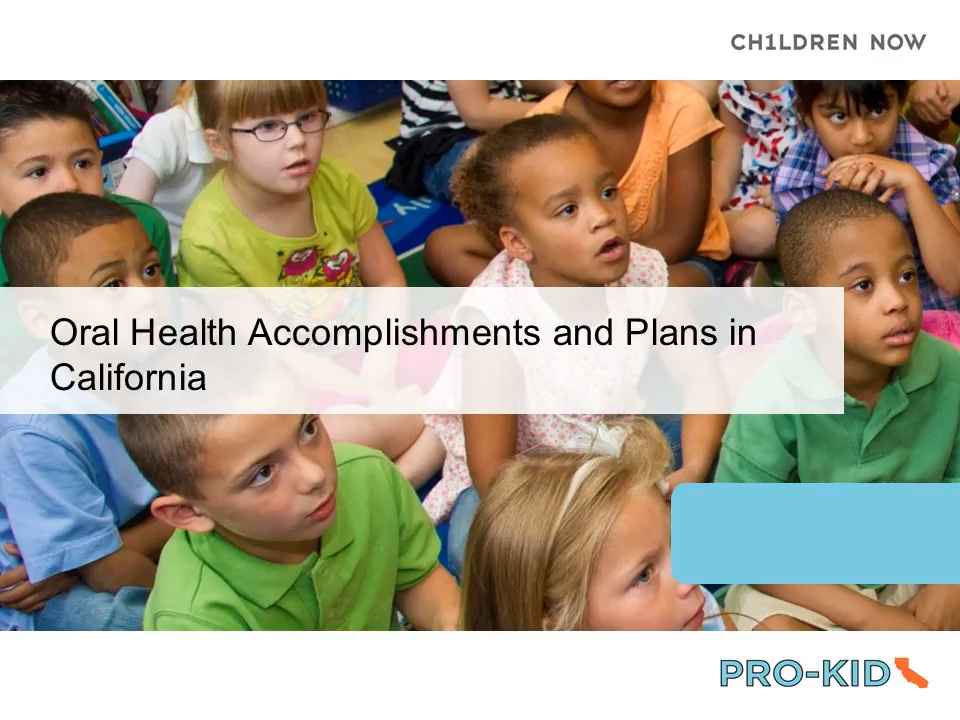 CH1LDREN NOW
Oral Health Accomplishments and Plans in
California
PRO-KID